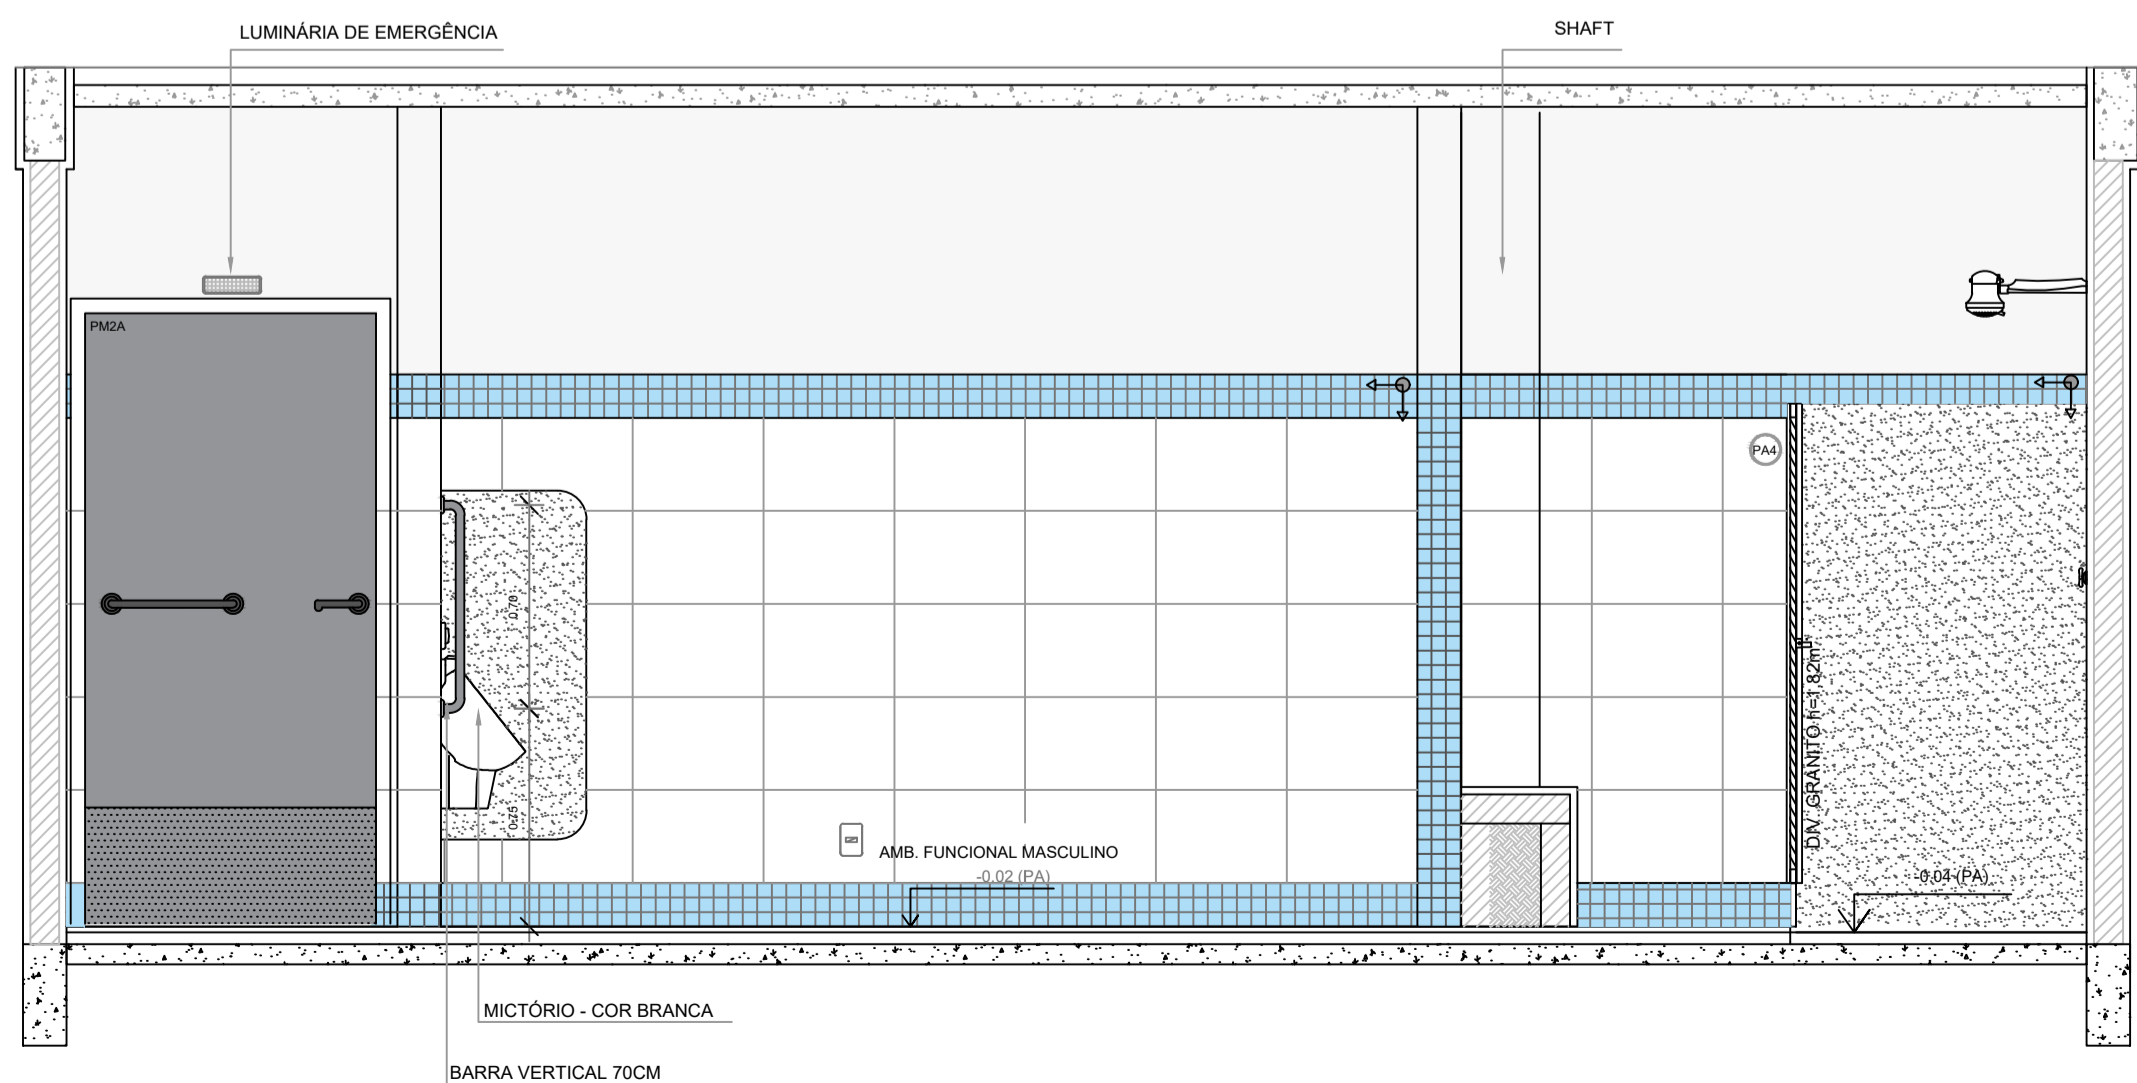 LUMINÁRIA DE EMERGÊNCIA
SHAFT
PM2A
PA4
0,70
DIV. GRANITO h=1,82m
0,75
AMB. FUNCIONAL MASCULINO
-0.02 (PA)
-0.04 (PA)
MICTÓRIO - COR BRANCA
BARRA VERTICAL 70CM